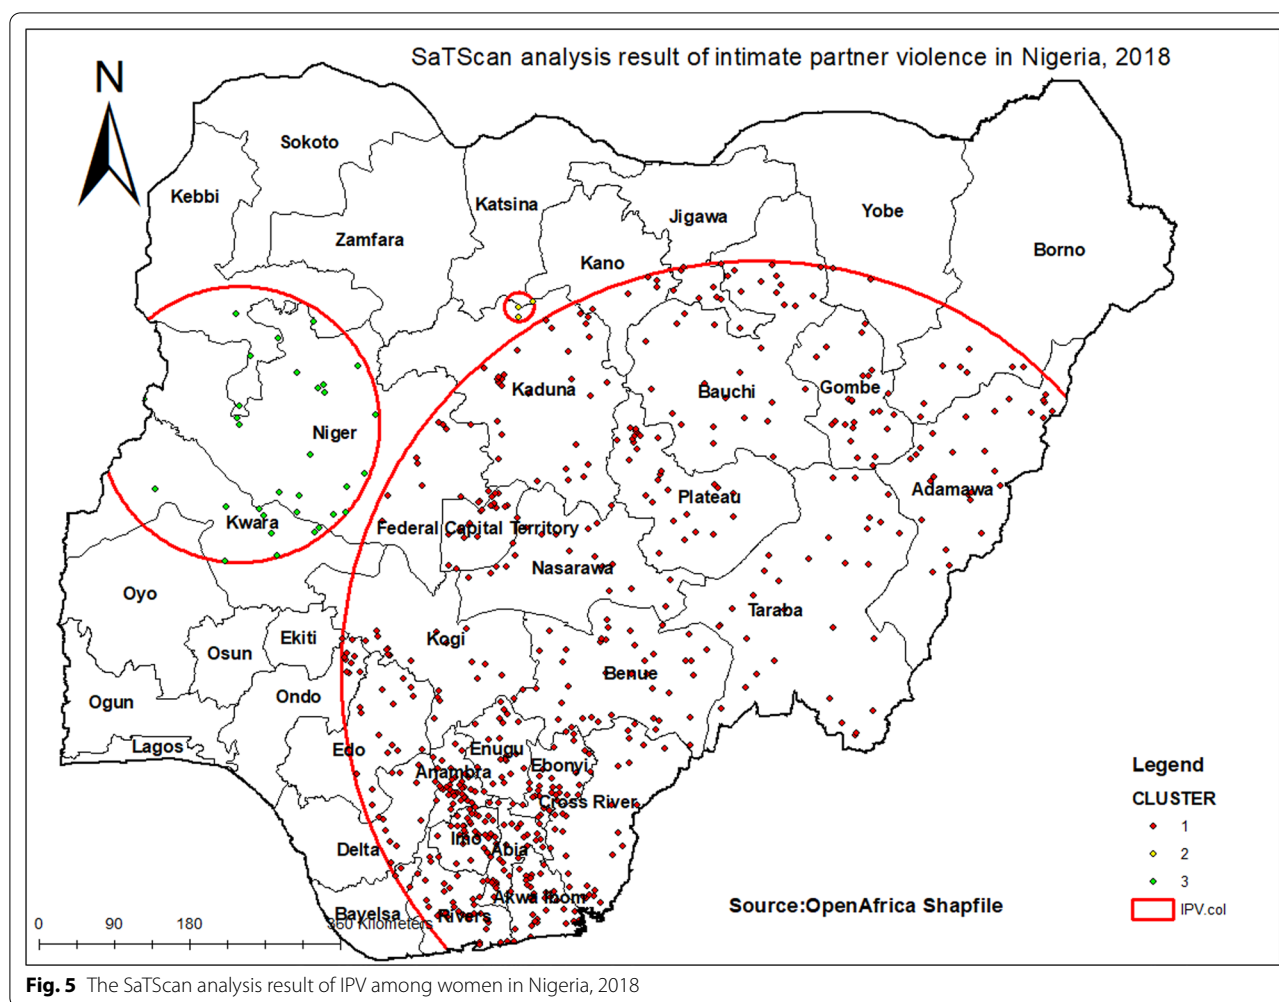 SaTScan analysis result of intimate partner violence in Nigeria, 2018
N
Sokoto
Kebbi
Katsina
Jigawa
Yobe
Zamfara
Kano
Borno
Kaduna
Bauchi
Gombe
Niger
Plateau
Adamawa
Kwara
Federal Capital Territory
Nasarawa
Oyo
Taraba
Ekiti
Kogi
Osun
Benue
Ogun
Ondo
Lagos
Edo
Enugu
Anambra
Ebonyi
Cross River
Imo
Abia
Delta
Akwa Ibom
Bayelsa
Rivers
0 90 180 360 Kilometers
Legend
CLUSTER
1
2
3
IPV.col
Source:OpenAfrica Shapfile
Fig. 5 The SaTScan analysis result of IPV among women in Nigeria, 2018